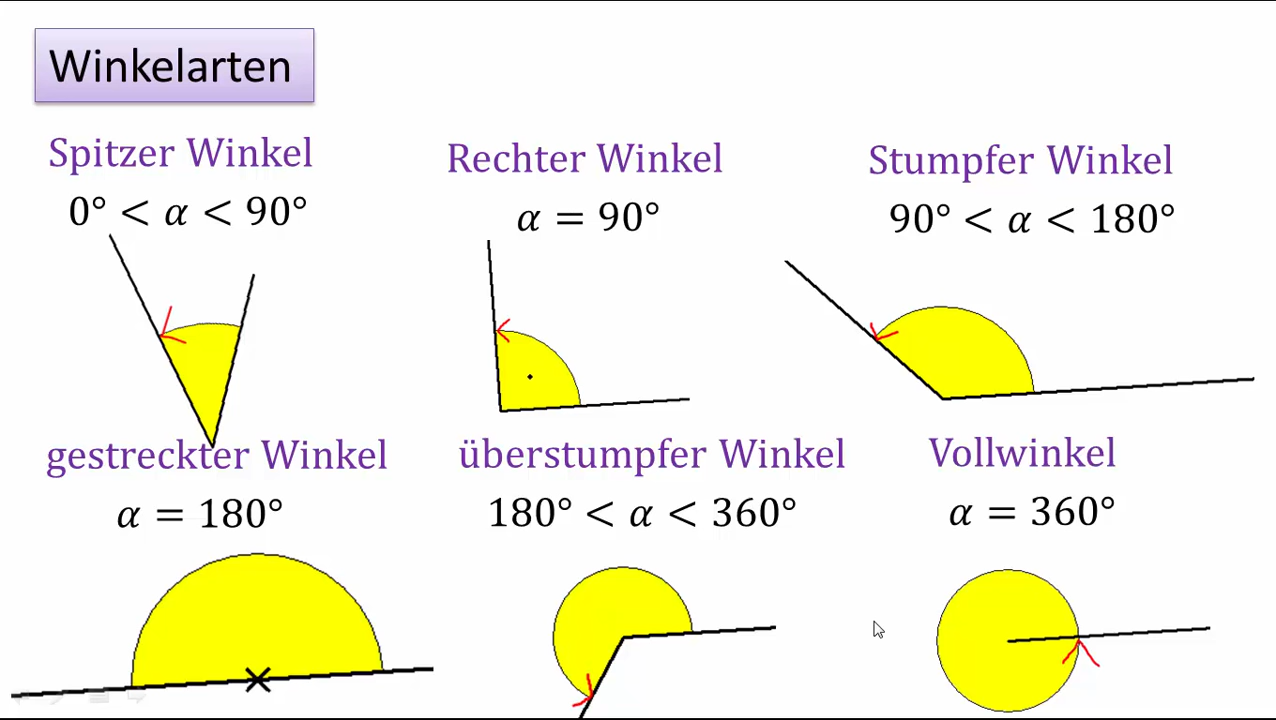 Winkelarten
Spitzer Winkel
0° < α < 90°
Rechter Winkel
α = 90°
Stumpfer Winkel
90° < α < 180°
gestreckter Winkel
α = 180°
überstumpfer Winkel
180° < α < 360°
Vollwinkel
α = 360°